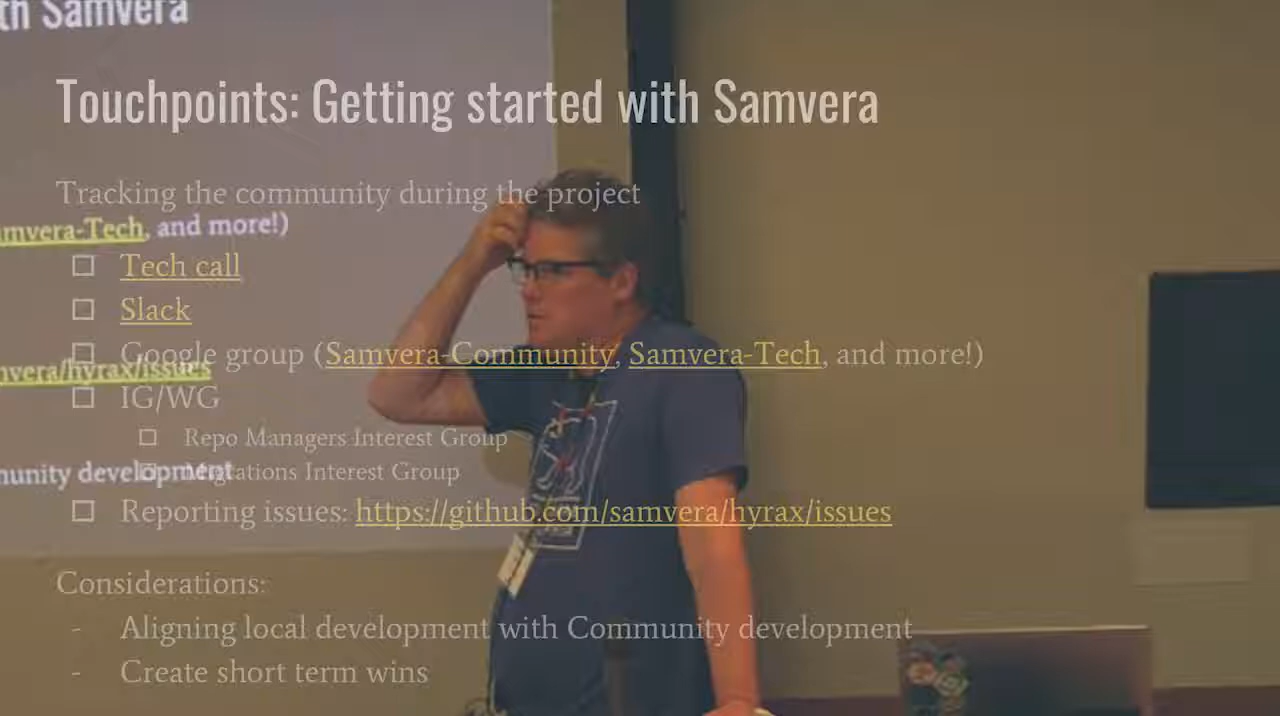 th Samvera
Touchpoints: Getting started with Samvera
Tracking the community during the project
amvera-Tech, and more!)
Tech call
Slack
Google group (Samvera-Community, Samvera-Tech, and more!)
mvera/hyrax/issues
IG/WG
Repo Managers Interest Group
munity development
Migrations Interest Group
Reporting issues: https://github.com/samvera/hyrax/issues
Considerations:
- Aligning local development with Community development
- Create short term wins